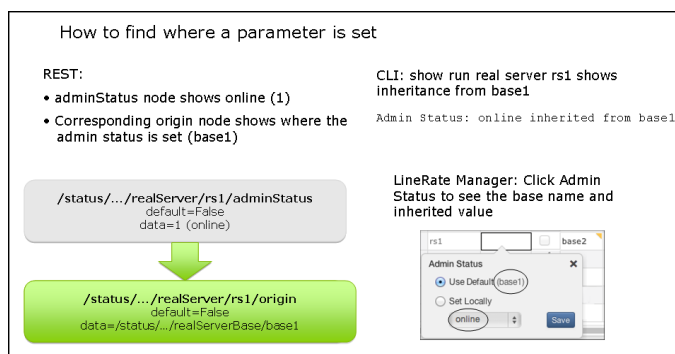 How to find where a parameter is set
REST:
• adminStatus node shows online (1)
• Corresponding origin node shows where the
admin status is set (base1)
/status/.../realServer/rs1/adminStatus
default=False
data=1 (online)
/status/.../realServer/rs1/origin
default=False
data=/status/.../realServerBase/base1
CLI: show run real server rs1 shows
inheritance from base1
Admin Status: online inherited from base1
LineRate Manager: Click Admin
Status to see the base name and
inherited value
rs1 base2
Admin Status ×
Use Default (base1)
Set Locally
online Save